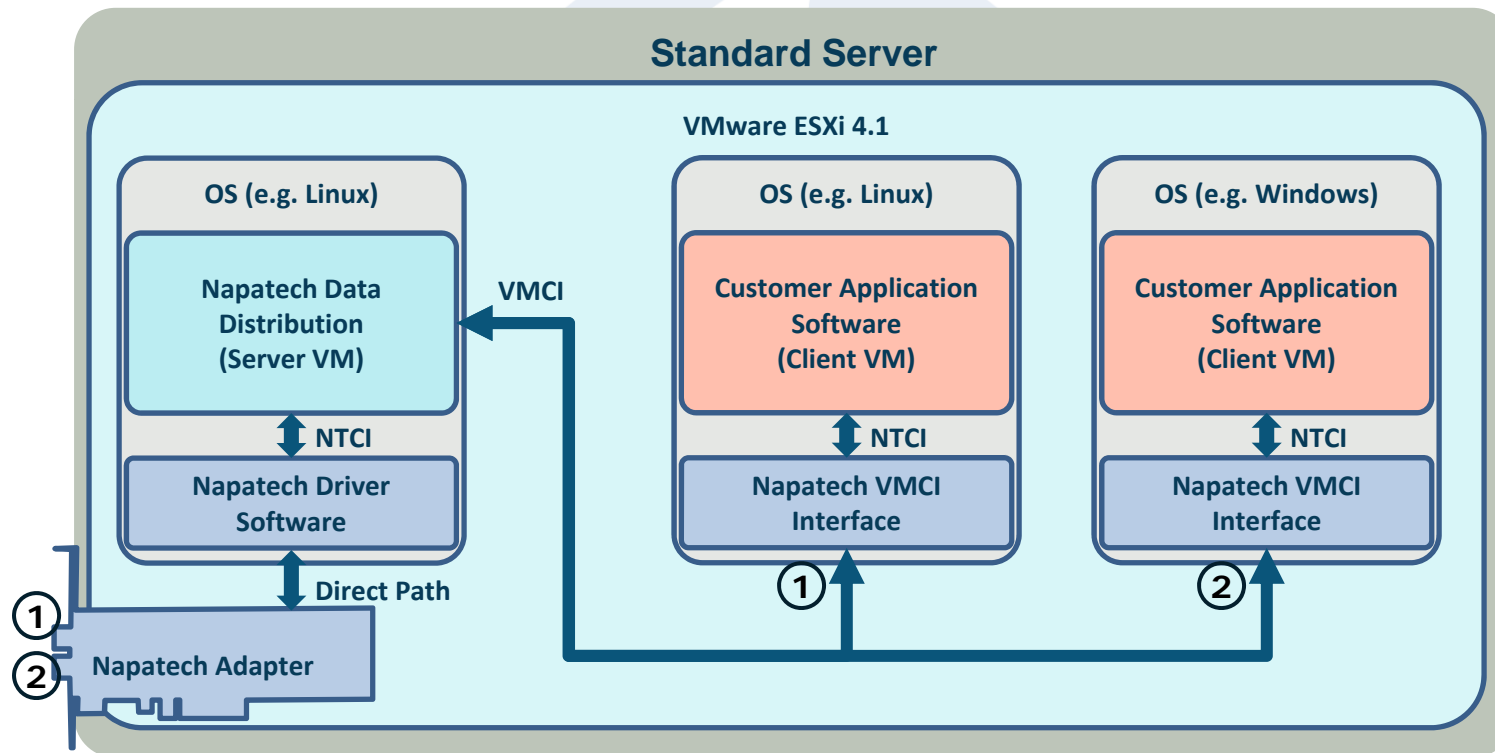 Standard Server
VMware ESXi 4.1
OS (e.g. Linux)
Napatech Data
Distribution
(Server VM)
NTCI
Napatech Driver
Software
Direct Path
1
2
Napatech Adapter
VMCI
OS (e.g. Linux)
Customer Application
Software
(Client VM)
NTCI
Napatech VMCI
Interface
1
OS (e.g. Windows)
Customer Application
Software
(Client VM)
NTCI
Napatech VMCI
Interface
2